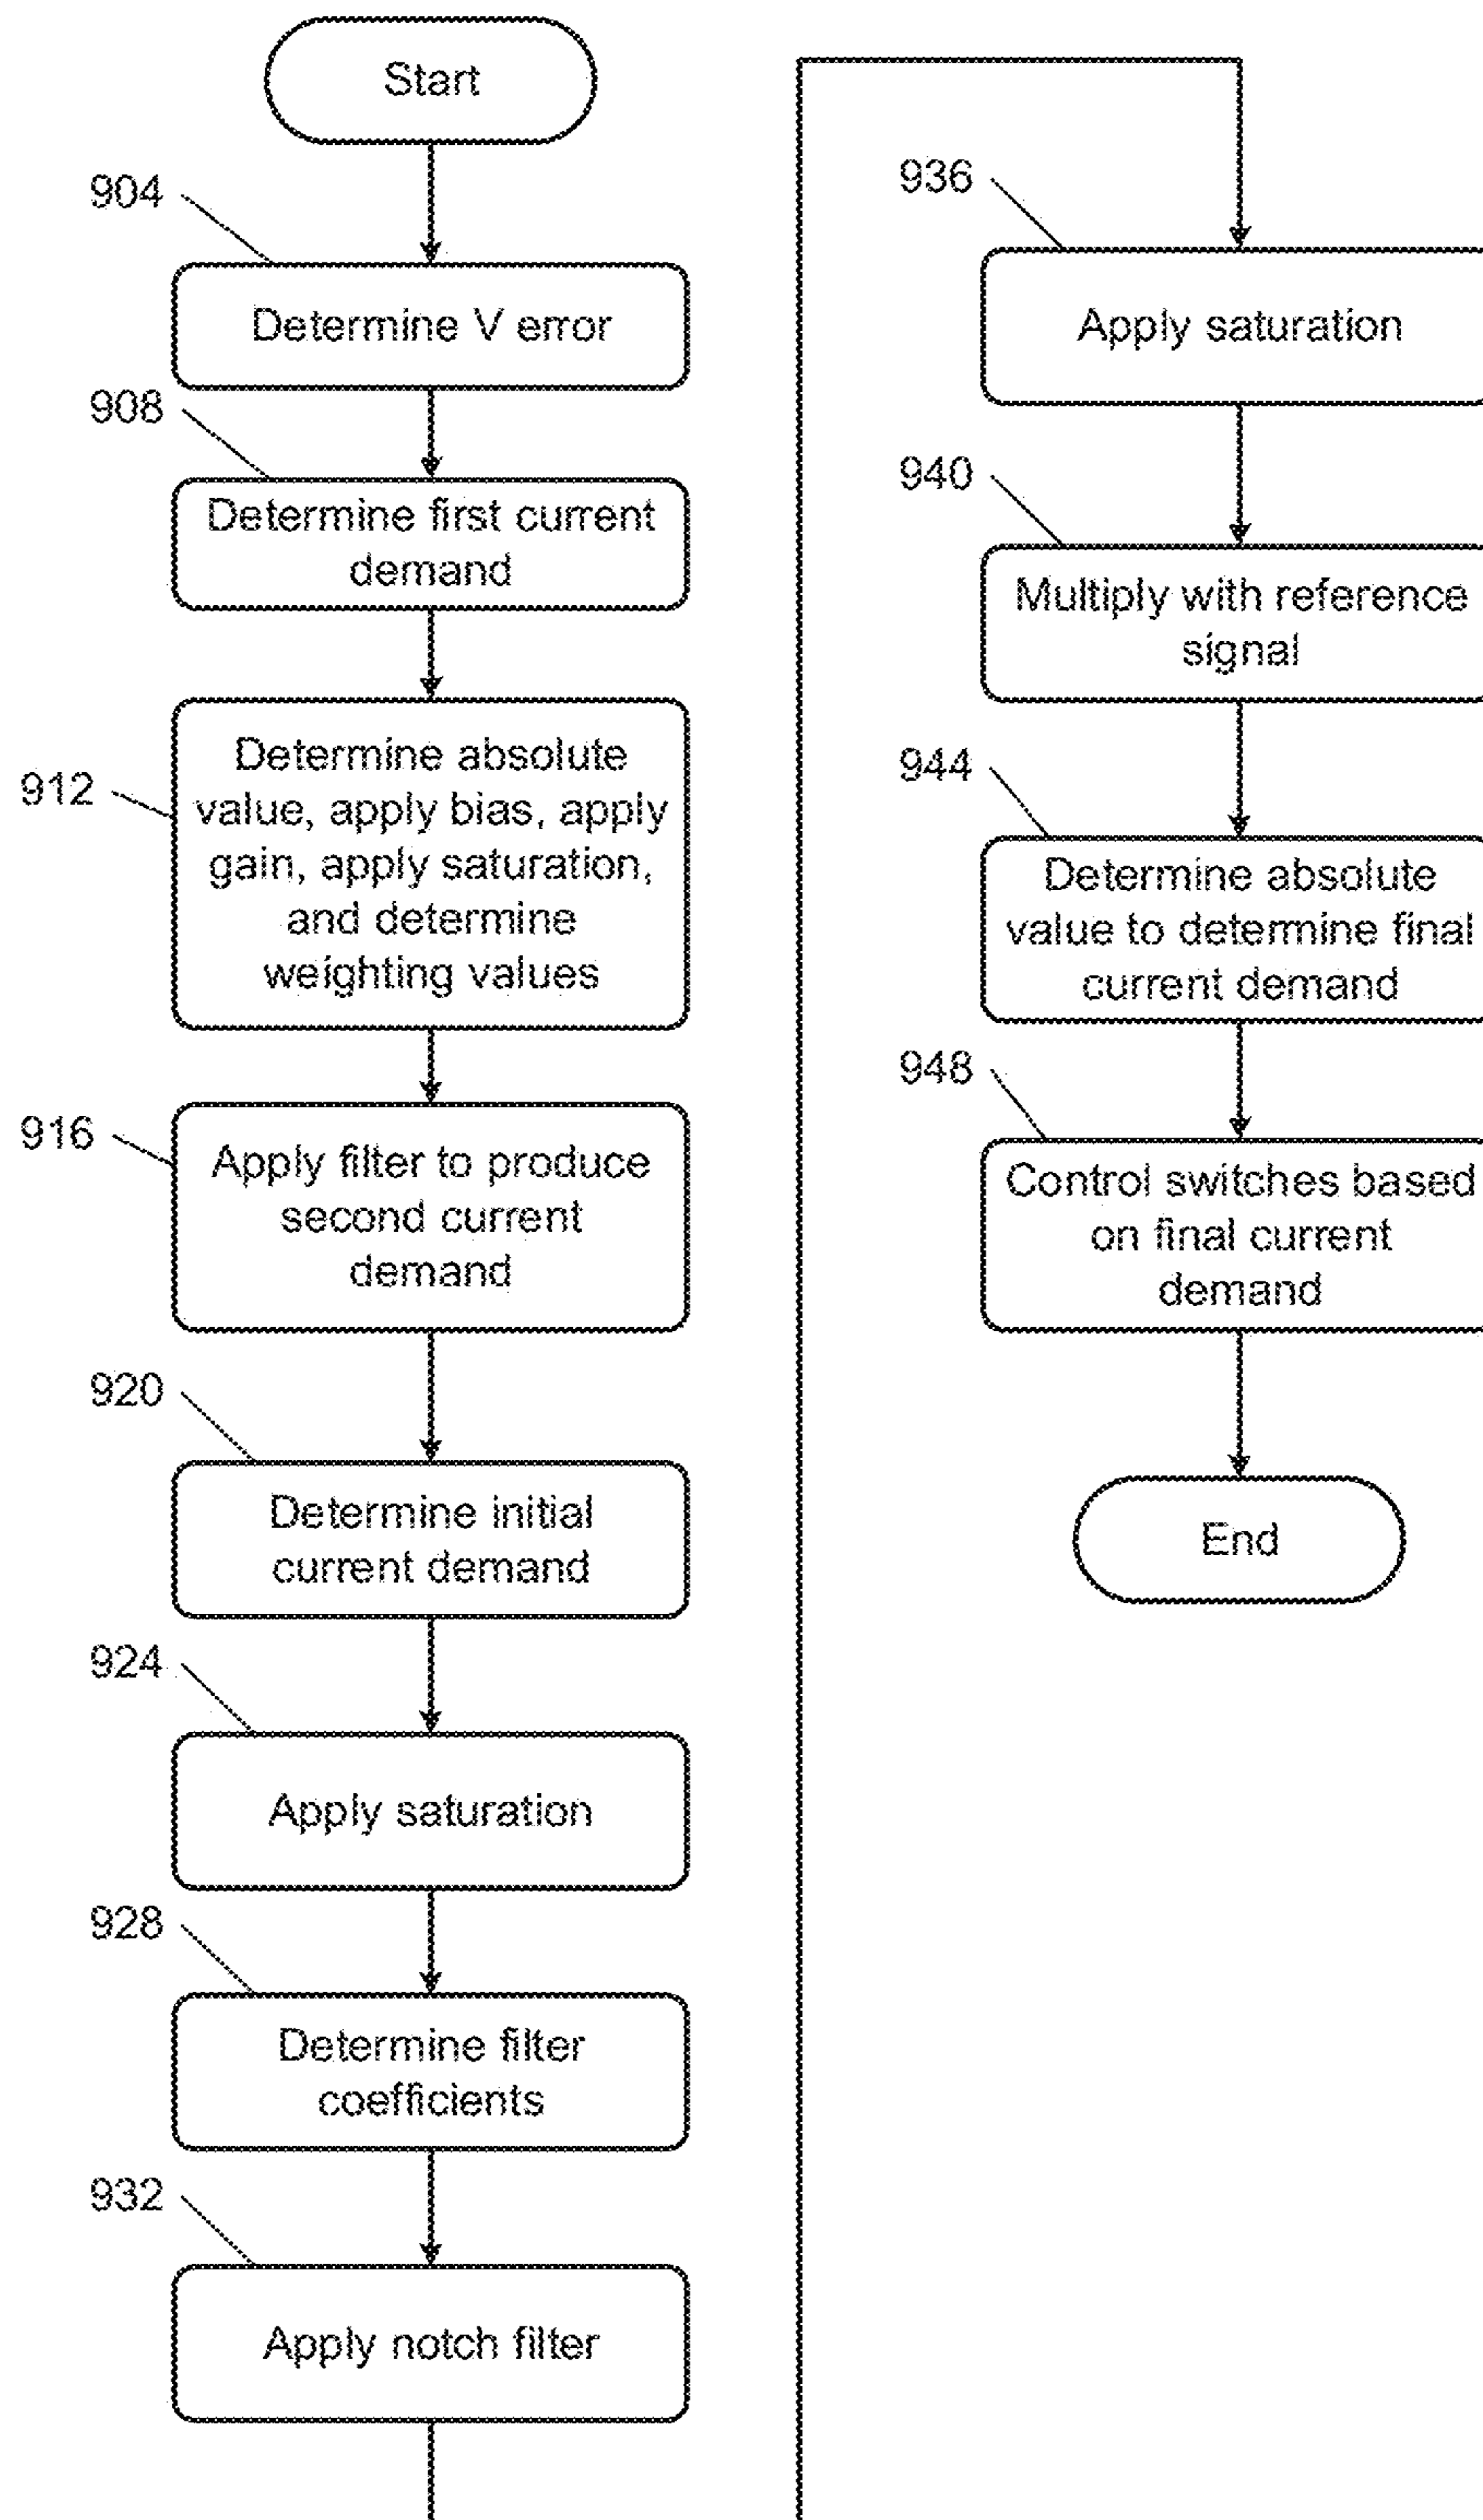 Start
904
Determine V error
908
Determine first current
demand
912
Determine absolute
value, apply bias, apply
gain, apply saturation,
and determine
weighting values
916
Apply filter to produce
second current
demand
920
Determine initial
current demand
924
Apply saturation
928
Determine filter
coefficients
932
Apply notch filter
936
Apply saturation
940
Multiply with reference
signal
944
Determine absolute
value to determine final
current demand
948
Control switches based
on final current
demand
End